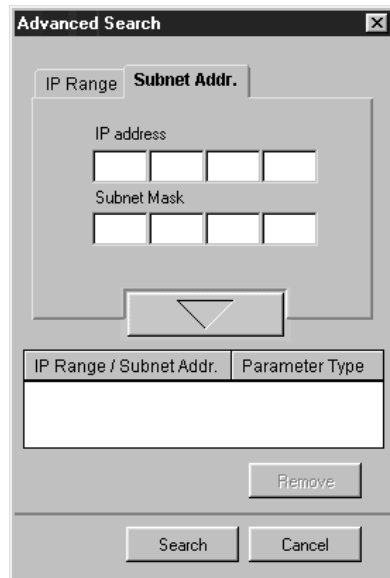 Advanced Search
IP Range Subnet Addr.
IP address
Subnet Mask
IP Range / Subnet Addr. Parameter Type
Remove
Search Cancel